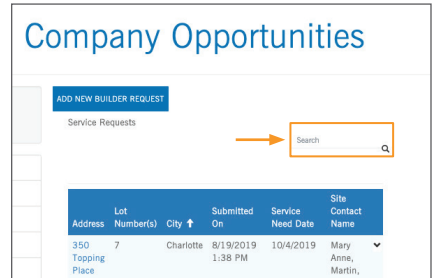 Company Opportunities
ADD NEW BUILDER REQUEST
Service Requests
Search
Address Lot Number(s) City ↑ Submitted On Service Need Date Site Contact Name
350 Topping Place 7 Charlotte 8/19/2019 1:38 PM 10/4/2019 Mary Anne, Martin,